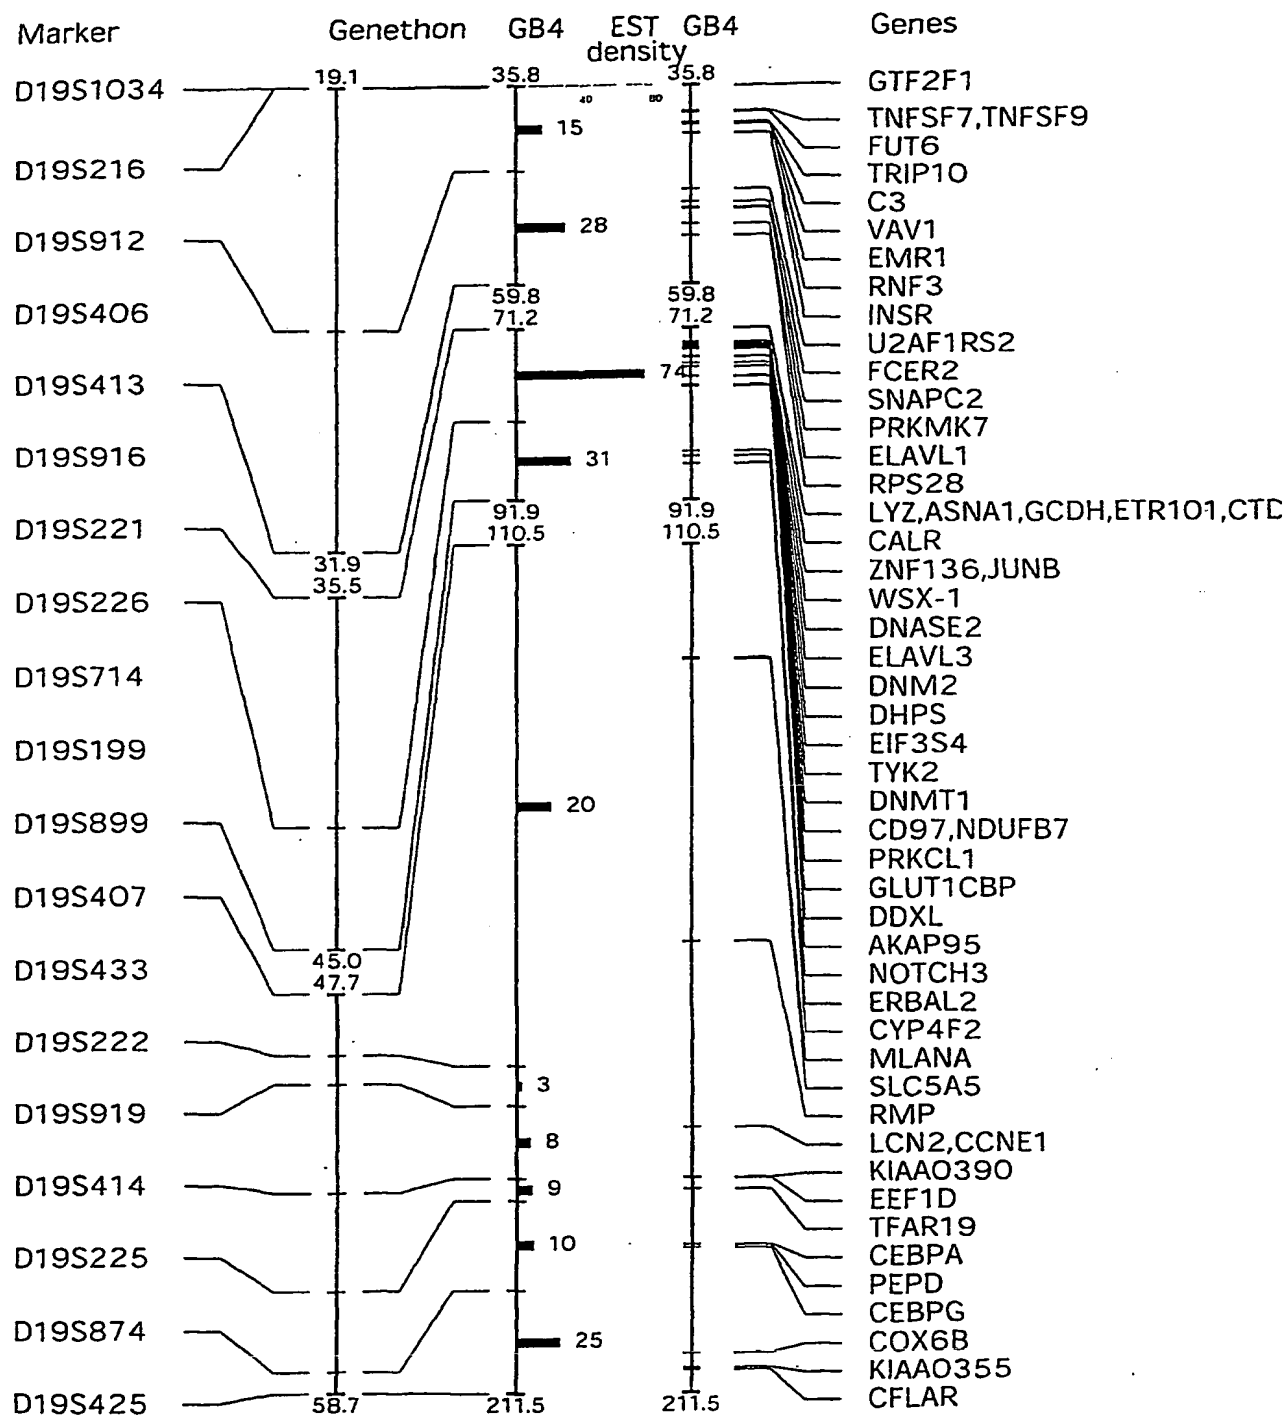 Marker Genethon GB4 EST density GB4 Genes
D19S1034 19.1 35.8 40 80 35.8 GTF2F1
15 TNFSF7,TNFSF9
FUT6
D19S216 TRIP10
C3
28 VAV1
D19S912 EMR1
RNF3
D19S406 59.8 59.8 INSR
71.2 71.2
U2AF1RS2
74 FCER2
D19S413 SNAPC2
PRKMK7
D19S916 31 ELAVL1
RPS28
91.9 91.9 LYZ,ASNA1,GCDH,ETR101,CTD
D19S221 110.5 110.5 CALR
31.9 ZNF136,JUNB
35.5
D19S226 WSX-1
DNASE2
ELAVL3
D19S714 DNM2
DHPS
D19S199 EIF3S4
TYK2
20 DNMT1
D19S899 CD97,NDUFB7
PRKCL1
D19S407 GLUT1CBP
DDXL
45.0 AKAP95
D19S433 47.7 NOTCH3
ERBAL2
D19S222 CYP4F2
MLANA
3 SLC5A5
D19S919 RMP
8 LCN2,CCNE1
KIAA0390
D19S414 9 EEF1D
TFAR19
D19S225 10 CEBPA
PEPD
CEBPG
D19S874 25 COX6B
KIAA0355
D19S425 58.7 211.5 211.5 CFLAR